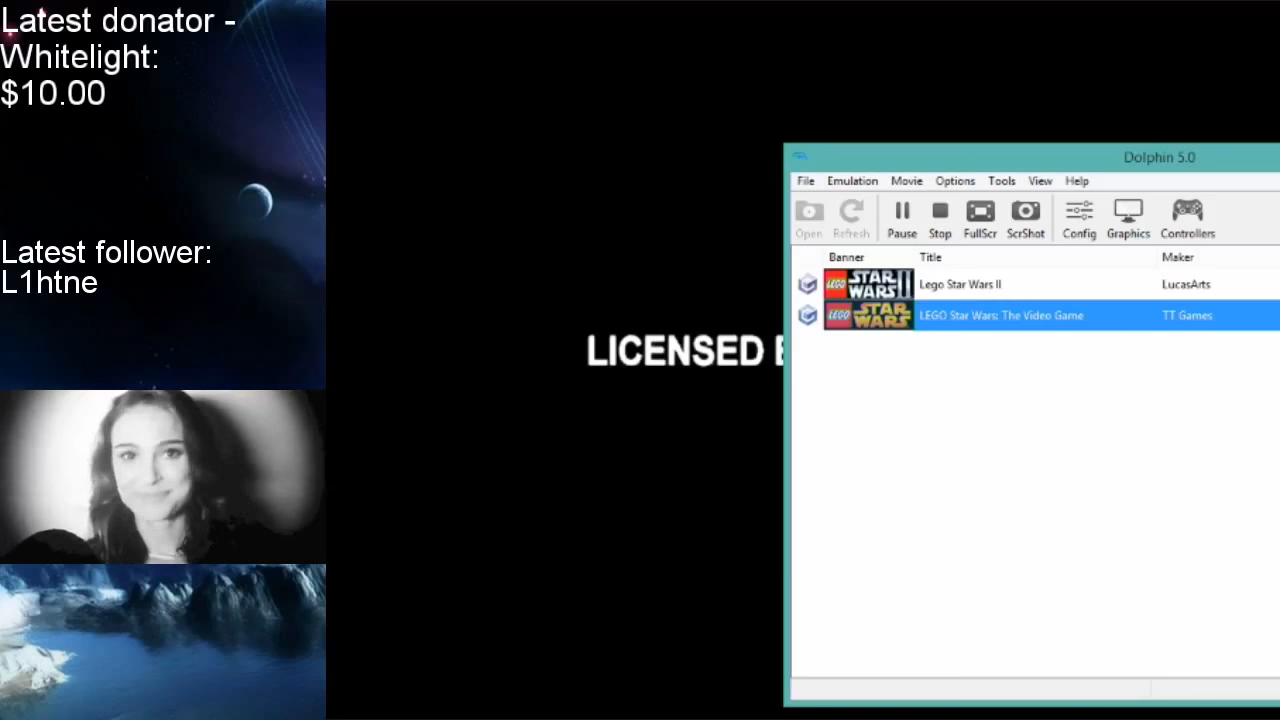 Latest donator -
Whitelight:
$10.00
Latest follower:
L1htne
LICENSED
Dolphin 5.0
File Emulation Movie Options Tools View Help
Open Refresh Pause Stop FullScr ScrShot Config Graphics Controllers
Banner Title Maker
LEGO STAR WARS II Lego Star Wars II LucasArts
LEGO STAR WARS LEGO Star Wars: The Video Game TT Games